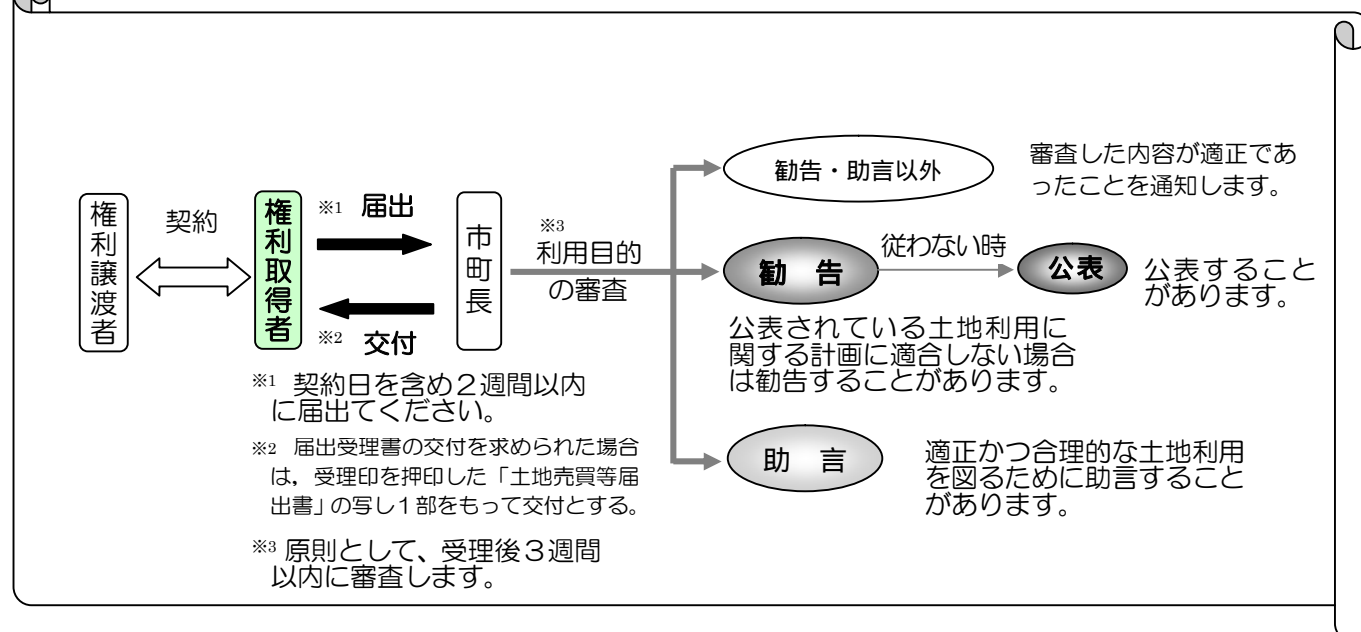 権利譲渡者
契約
権利取得者
※1 届出
※2 交付
市町長
※3
利用目的
の審査
勧告・助言以外
審査した内容が適正であ
ったことを通知します。
勧 告
従わない時
公表
公表すること
があります。
公表されている土地利用に
関する計画に適合しない場合
は勧告することがあります。
助 言
適正かつ合理的な土地利用
を図るために助言すること
があります。
※1 契約日を含め2週間以内
に届出てください。
※2 届出受理書の交付を求められた場合
は，受理印を押印した「土地売買等届
出書」の写し1部をもって交付とする。
※3 原則として、受理後3週間
以内に審査します。